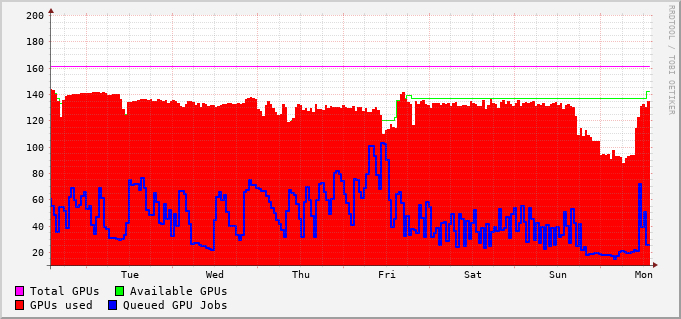 200
180
160
140
120
100
80
60
40
20
Tue Wed Thu Fri Sat Sun Mon
Total GPUs Available GPUs
GPUs used Queued GPU Jobs
RRDTOOL / TOBI OETIKER